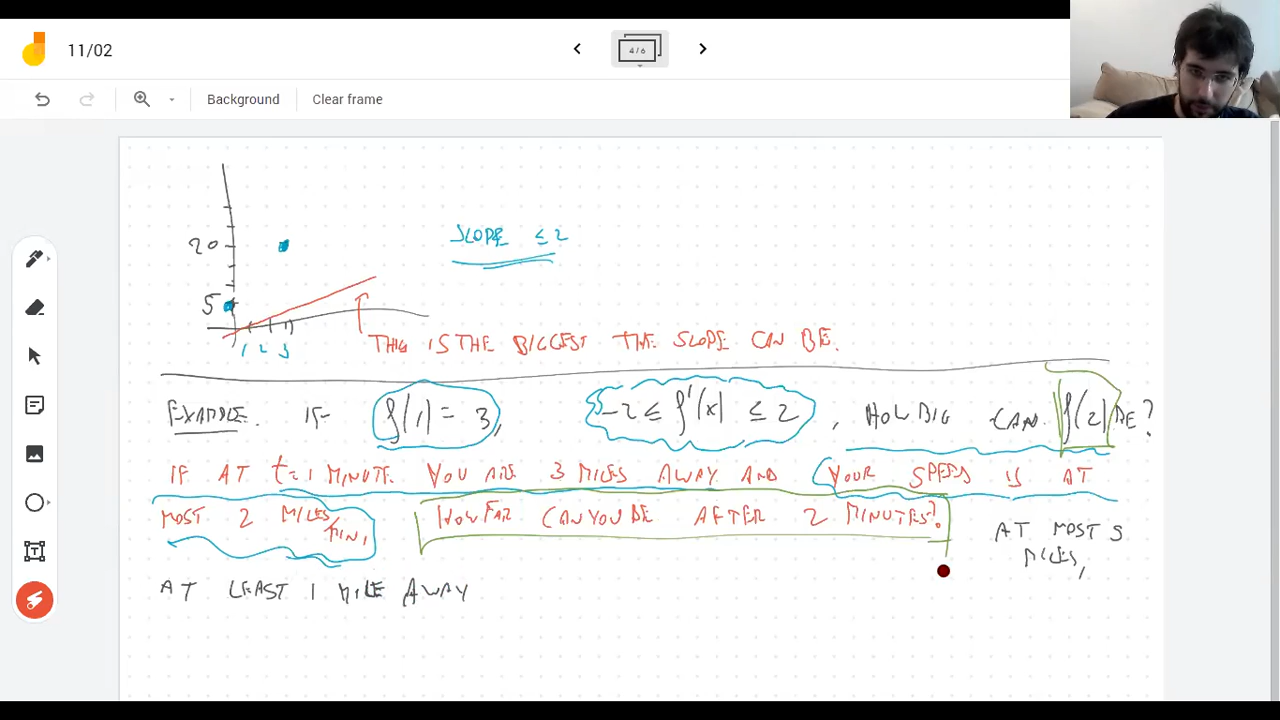 11/02
4 / 6
Background
Clear frame
20
5
1 2 3
SLOPE ≤ 2
THIS IS THE BIGGEST THE SLOPE CAN BE.
EXAMPLE. IF f(1) = 3, -2 ≤ f'(x) ≤ 2, HOW BIG CAN f(2) BE?
IF AT t=1 MINUTE YOU ARE 3 MILES AWAY AND YOUR SPEED IS AT
MOST 2 MILES/MIN, HOW FAR CAN YOU BE AFTER 2 MINUTES?
AT MOST 5
MILES,
AT LEAST 1 MILE AWAY